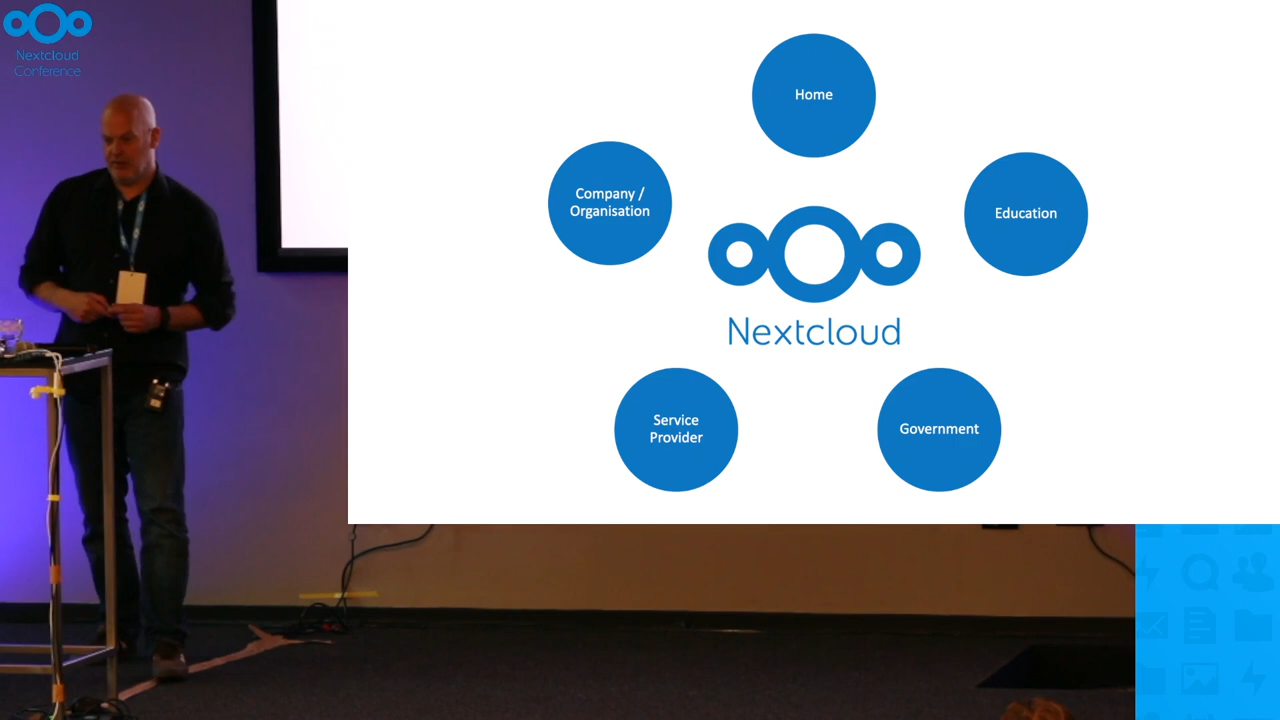 Nextcloud
Conference
Home
Company /
Organisation
Education
Nextcloud
Service
Provider
Government